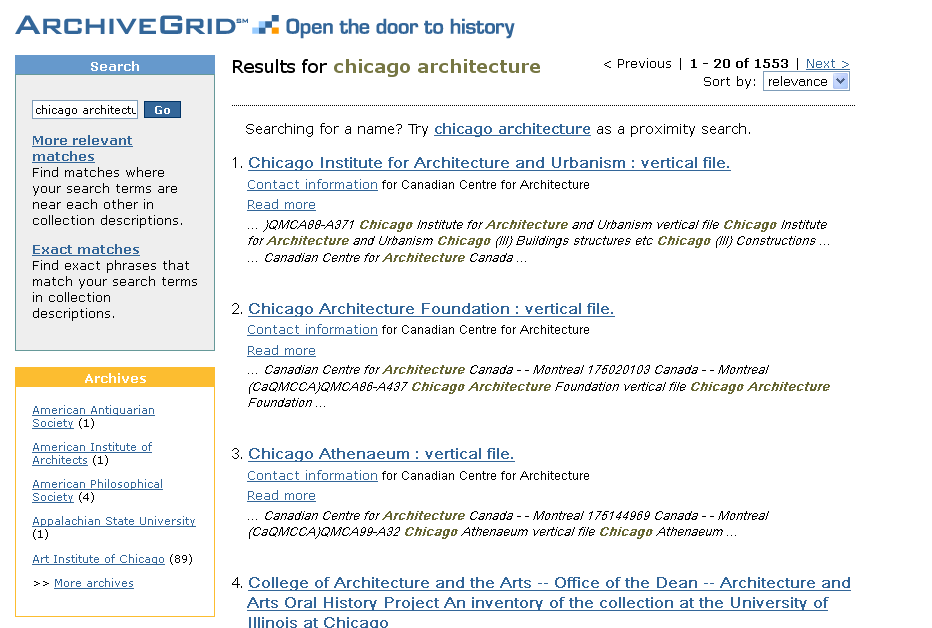 ARCHIVEGRID SM Open the door to history
Search
chicago architectu Go
More relevant
matches
Find matches where
your search terms are
near each other in
collection descriptions.
Exact matches
Find exact phrases that
match your search terms
in collection
descriptions.
Archives
American Antiquarian
Society (1)
American Institute of
Architects (1)
American Philosophical
Society (4)
Appalachian State University
(1)
Art Institute of Chicago (89)
>> More archives
Results for chicago architecture
< Previous | 1 - 20 of 1553 | Next >
Sort by: relevance
Searching for a name? Try chicago architecture as a proximity search.
1. Chicago Institute for Architecture and Urbanism : vertical file.
Contact information for Canadian Centre for Architecture
Read more
... )QMCA99-A371 Chicago Institute for Architecture and Urbanism vertical file Chicago Institute
for Architecture and Urbanism Chicago (Ill) Buildings structures etc Chicago (Ill) Constructions ...
... Canadian Centre for Architecture Canada ...
2. Chicago Architecture Foundation : vertical file.
Contact information for Canadian Centre for Architecture
Read more
... Canadian Centre for Architecture Canada - - Montreal 175020103 Canada - - Montreal
(CaQMCCA)QMCA86-A437 Chicago Architecture Foundation vertical file Chicago Architecture
Foundation ...
3. Chicago Athenaeum : vertical file.
Contact information for Canadian Centre for Architecture
Read more
... Canadian Centre for Architecture Canada - - Montreal 175144969 Canada - - Montreal
(CaQMCCA)QMCA99-A32 Chicago Athenaeum vertical file Chicago Athenaeum ...
4. College of Architecture and the Arts -- Office of the Dean -- Architecture and
Arts Oral History Project An inventory of the collection at the University of
Illinois at Chicago